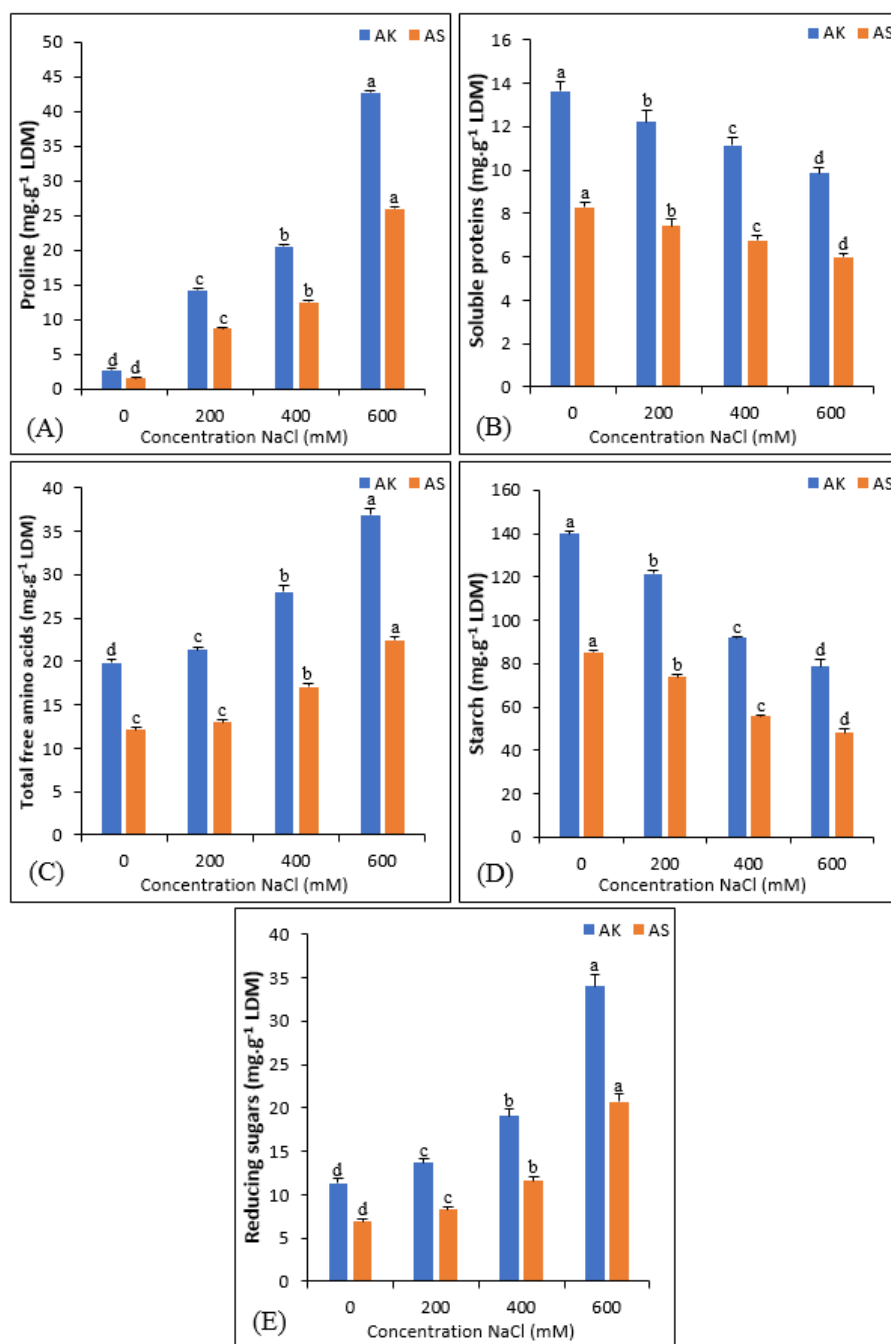 AK AS
Proline (mg.g⁻¹ LDM)
50
45
40
35
30
25
20
15
10
5
0
d d c c b b a a
0 200 400 600
(A) Concentration NaCl (mM)
AK AS
Soluble proteins (mg.g⁻¹ LDM)
16
14
12
10
8
6
4
2
0
a a b b c c d d
0 200 400 600
(B) Concentration NaCl (mM)
AK AS
Total free amino acids (mg.g⁻¹ LDM)
40
35
30
25
20
15
10
5
0
d c c c b b a a
0 200 400 600
(C) Concentration NaCl (mM)
AK AS
Starch (mg.g⁻¹ LDM)
160
140
120
100
80
60
40
20
0
a a b b c c d d
0 200 400 600
(D) Concentration NaCl (mM)
AK AS
Reducing sugars (mg.g⁻¹ LDM)
40
35
30
25
20
15
10
5
0
d d c c b b a a
0 200 400 600
(E) Concentration NaCl (mM)